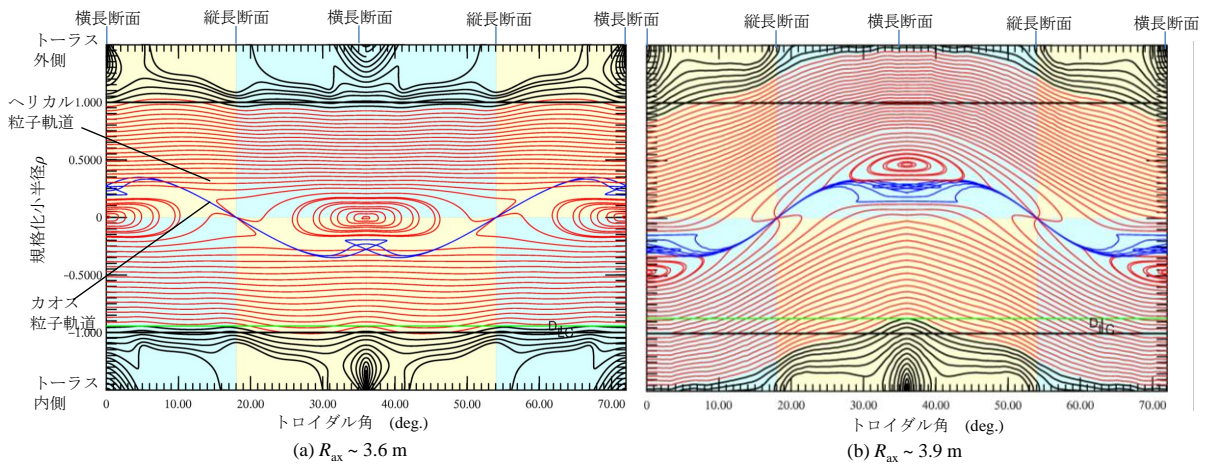 横長断面 縦長断面 横長断面 縦長断面 横長断面
縦長断面 横長断面 縦長断面 横長断面
トーラス
外側
ヘリカル
粒子軌道
1.000
0.5000
規格化小半径ρ
0
-0.5000
カオス
粒子軌道
-1.000
トーラス
内側
0 10.00 20.00 30.00 40.00 50.00 60.00 70.00
トロイダル角 (deg.)
(a) Rax ~ 3.6 m
0 10.00 20.00 30.00 40.00 50.00 60.00 70.00
トロイダル角 (deg.)
(b) Rax ~ 3.9 m